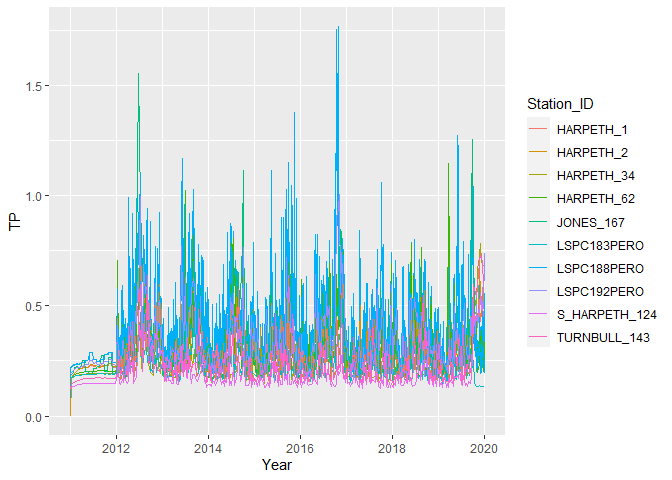 TP
1.5
1.0
0.5
0.0
2012
2014
2016
2018
2020
Year
Station_ID
HARPETH_1
HARPETH_2
HARPETH_34
HARPETH_62
JONES_167
LSPC183PERO
LSPC188PERO
LSPC192PERO
S_HARPETH_124
TURNBULL_143